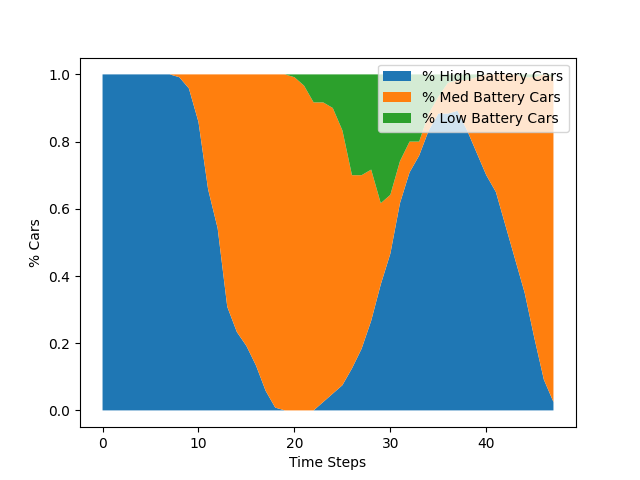 % High Battery Cars
% Med Battery Cars
% Low Battery Cars
1.0
0.8
0.6
0.4
0.2
0.0
% Cars
0 10 20 30 40
Time Steps